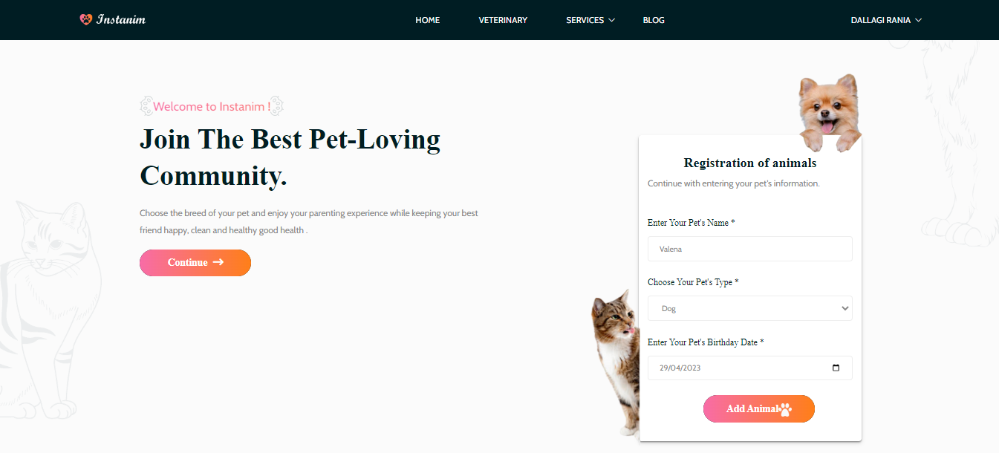 Instanim
HOME VETERINARY SERVICES BLOG DALLAGI RANIA
Welcome to Instanim !
Join The Best Pet-Loving
Community.
Choose the breed of your pet and enjoy your parenting experience while keeping your best
friend happy, clean and healthy good health .
Continue →
Registration of animals
Continue with entering your pet's information.
Enter Your Pet's Name *
Valena
Choose Your Pet's Type *
Dog
Enter Your Pet's Birthday Date *
29/04/2023
Add Animal